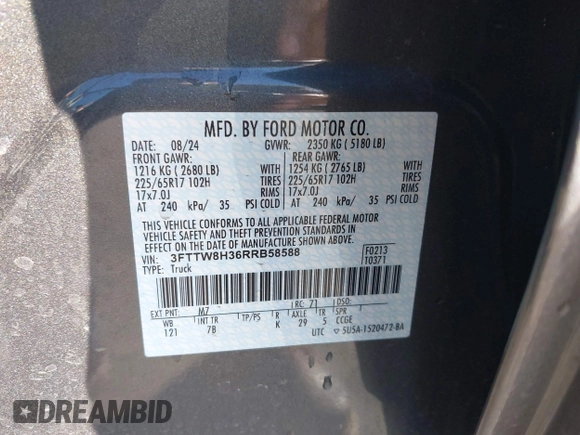 MFD. BY FORD MOTOR CO.
DATE: 08/24 GVWR: 2350 KG ( 5180 LB)
FRONT GAWR: REAR GAWR:
1216 KG ( 2680 LB) WITH 1254 KG ( 2765 LB) WITH
225/65R17 102H TIRES 225/65R17 102H TIRES
17x7.0J RIMS 17x7.0J RIMS
AT 240 kPa/ 35 PSI COLD AT 240 kPa/ 35 PSI COLD
THIS VEHICLE CONFORMS TO ALL APPLICABLE FEDERAL MOTOR
VEHICLE SAFETY AND THEFT PREVENTION STANDARDS IN
EFFECT ON THE DATE OF MANUFACTURE SHOWN ABOVE.
VIN: 3FTTW8H36RRB58588 F0213
TYPE: Truck T0371
EXT PNT: M7 RC: 71 DSO:
WB INT TR TP/PS R AXLE TR SPR
121 7B K 29 5 CCGE
UTC 5U5A-1520472-BA
DREAMBID